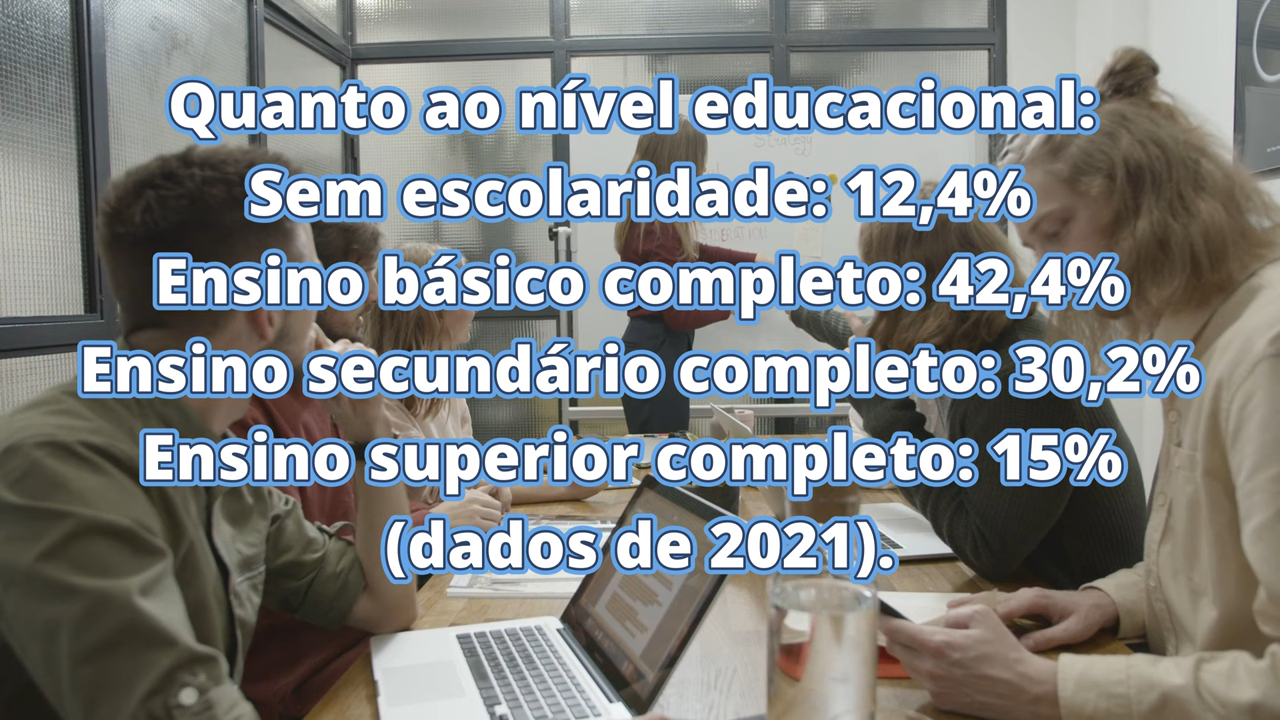 Quanto ao nível educacional:
Sem escolaridade: 12,4%
Ensino básico completo: 42,4%
Ensino secundário completo: 30,2%
Ensino superior completo: 15%
(dados de 2021).